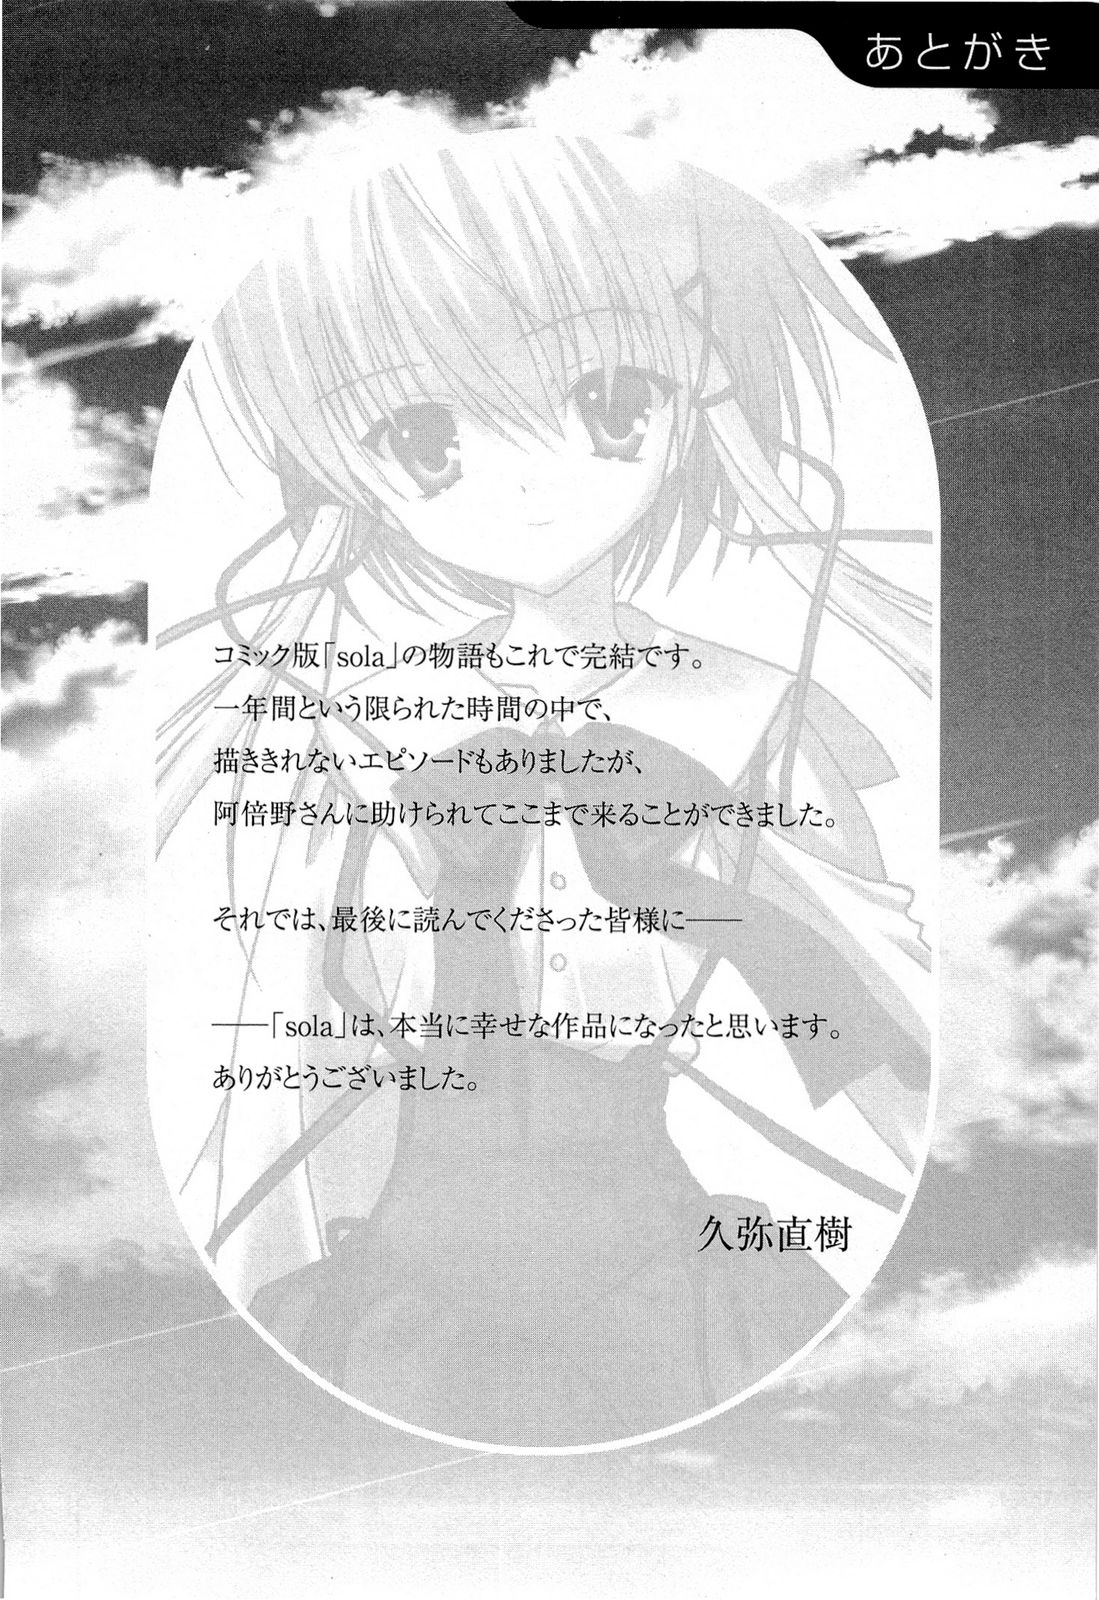 あとがき
コミック版「sola」の物語もこれで完結です。
一年間という限られた時間の中で、
描ききれないエピソードもありましたが、
阿倍野さんに助けられてここまで来ることができました。
それでは、最後に読んでくださった皆様に――
――「sola」は、本当に幸せな作品になったと思います。
ありがとうございました。
久弥直樹